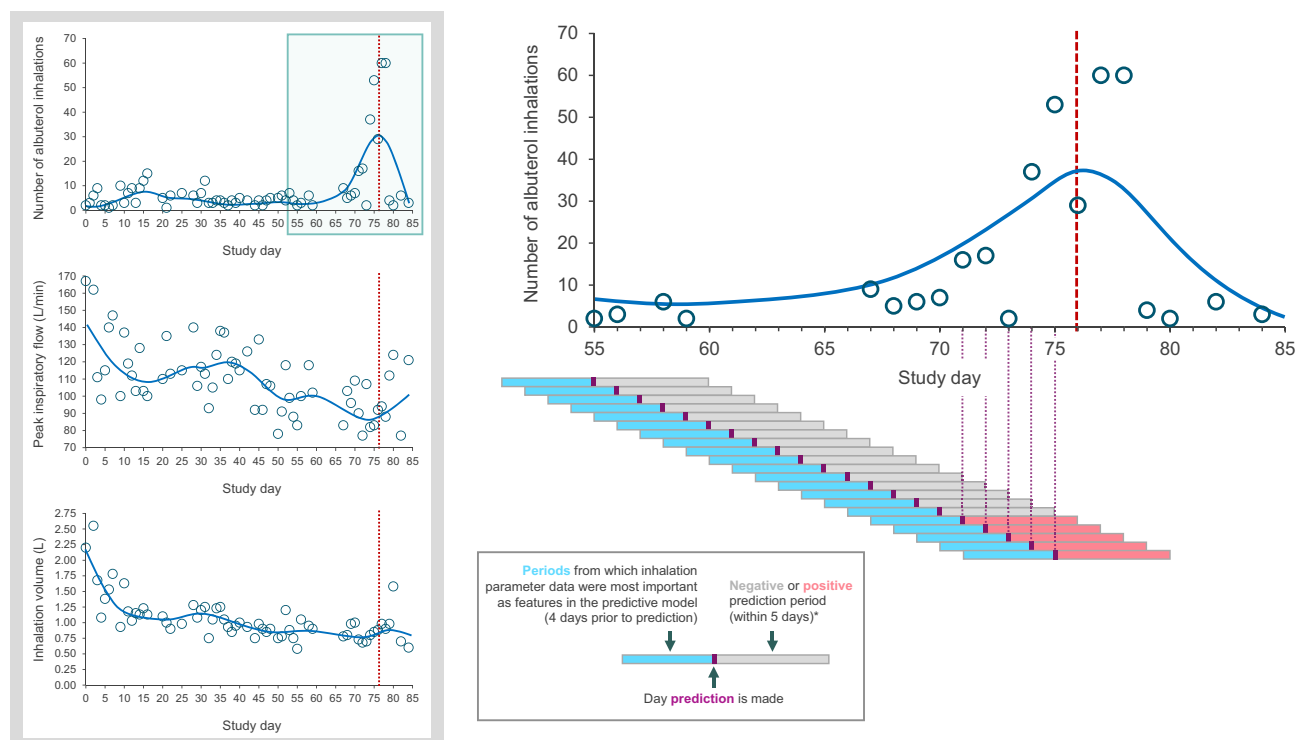 Number of albuterol inhalations
70
60
50
40
30
20
10
0
0 5 10 15 20 25 30 35 40 45 50 55 60 65 70 75 80 85
Study day
Peak inspiratory flow (L/min)
170
160
150
140
130
120
110
100
90
80
70
0 5 10 15 20 25 30 35 40 45 50 55 60 65 70 75 80 85
Study day
Inhalation volume (L)
2.75
2.50
2.25
2.00
1.75
1.50
1.25
1.00
0.75
0.50
0.25
0.00
0 5 10 15 20 25 30 35 40 45 50 55 60 65 70 75 80 85
Study day
Number of albuterol inhalations
70
60
50
40
30
20
10
0
55 60 65 70 75 80 85
Study day
Periods from which inhalation
parameter data were most important
as features in the predictive model
(4 days prior to prediction)
Negative or positive
prediction period
(within 5 days)*
Day prediction is made